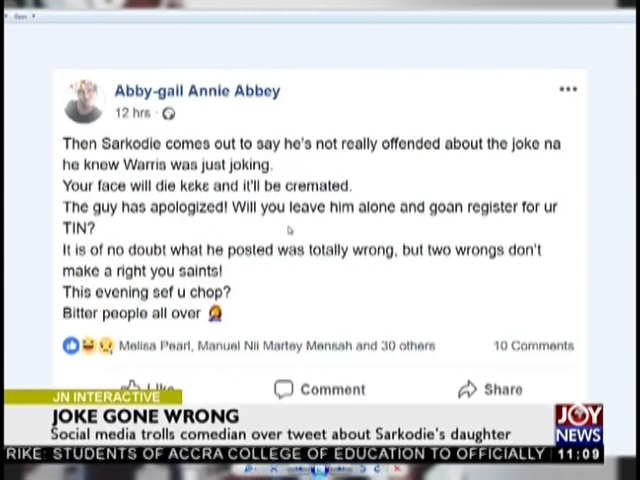 Open
Abby-gail Annie Abbey
12 hrs ·
Then Sarkodie comes out to say he's not really offended about the joke na
he knew Warris was just joking.
Your face will die kɛkɛ and it'll be cremated.
The guy has apologized! Will you leave him alone and goan register for ur
TIN?
It is of no doubt what he posted was totally wrong, but two wrongs don't
make a right you saints!
This evening sef u chop?
Bitter people all over 🤦
Melisa Pearl, Manuel Nii Martey Mensah and 30 others 10 Comments
Like Comment Share
JN INTERACTIVE
JOKE GONE WRONG
Social media trolls comedian over tweet about Sarkodie's daughter
JOY
NEWS
RIKE: STUDENTS OF ACCRA COLLEGE OF EDUCATION TO OFFICIALLY
11:09